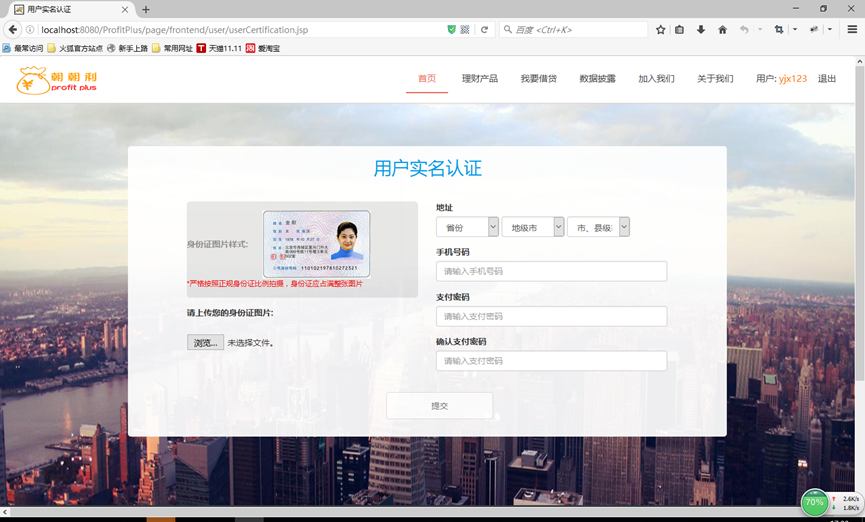 用户实名认证
localhost:8080/ProfitPlus/page/frontend/user/userCertification.jsp
百度 <Ctrl+K>
最常访问 火狐官方站点 新手上路 常用网址 天猫11.11 爱淘宝
朝朝利
profit plus
首页 理财产品 我要借贷 数据披露 加入我们 关于我们 用户: yjx123 退出
用户实名认证
身份证图片样式:
公民身份号码 110102197810272321
*严格按照正规身份证比例拍摄，身份证应占满整张图片
请上传您的身份证图片:
浏览... 未选择文件。
地址
省份 地级市 市、县级
手机号码
请输入手机号码
支付密码
请输入支付密码
确认支付密码
请输入支付密码
提交
70%
2.6K/s
1.8K/s